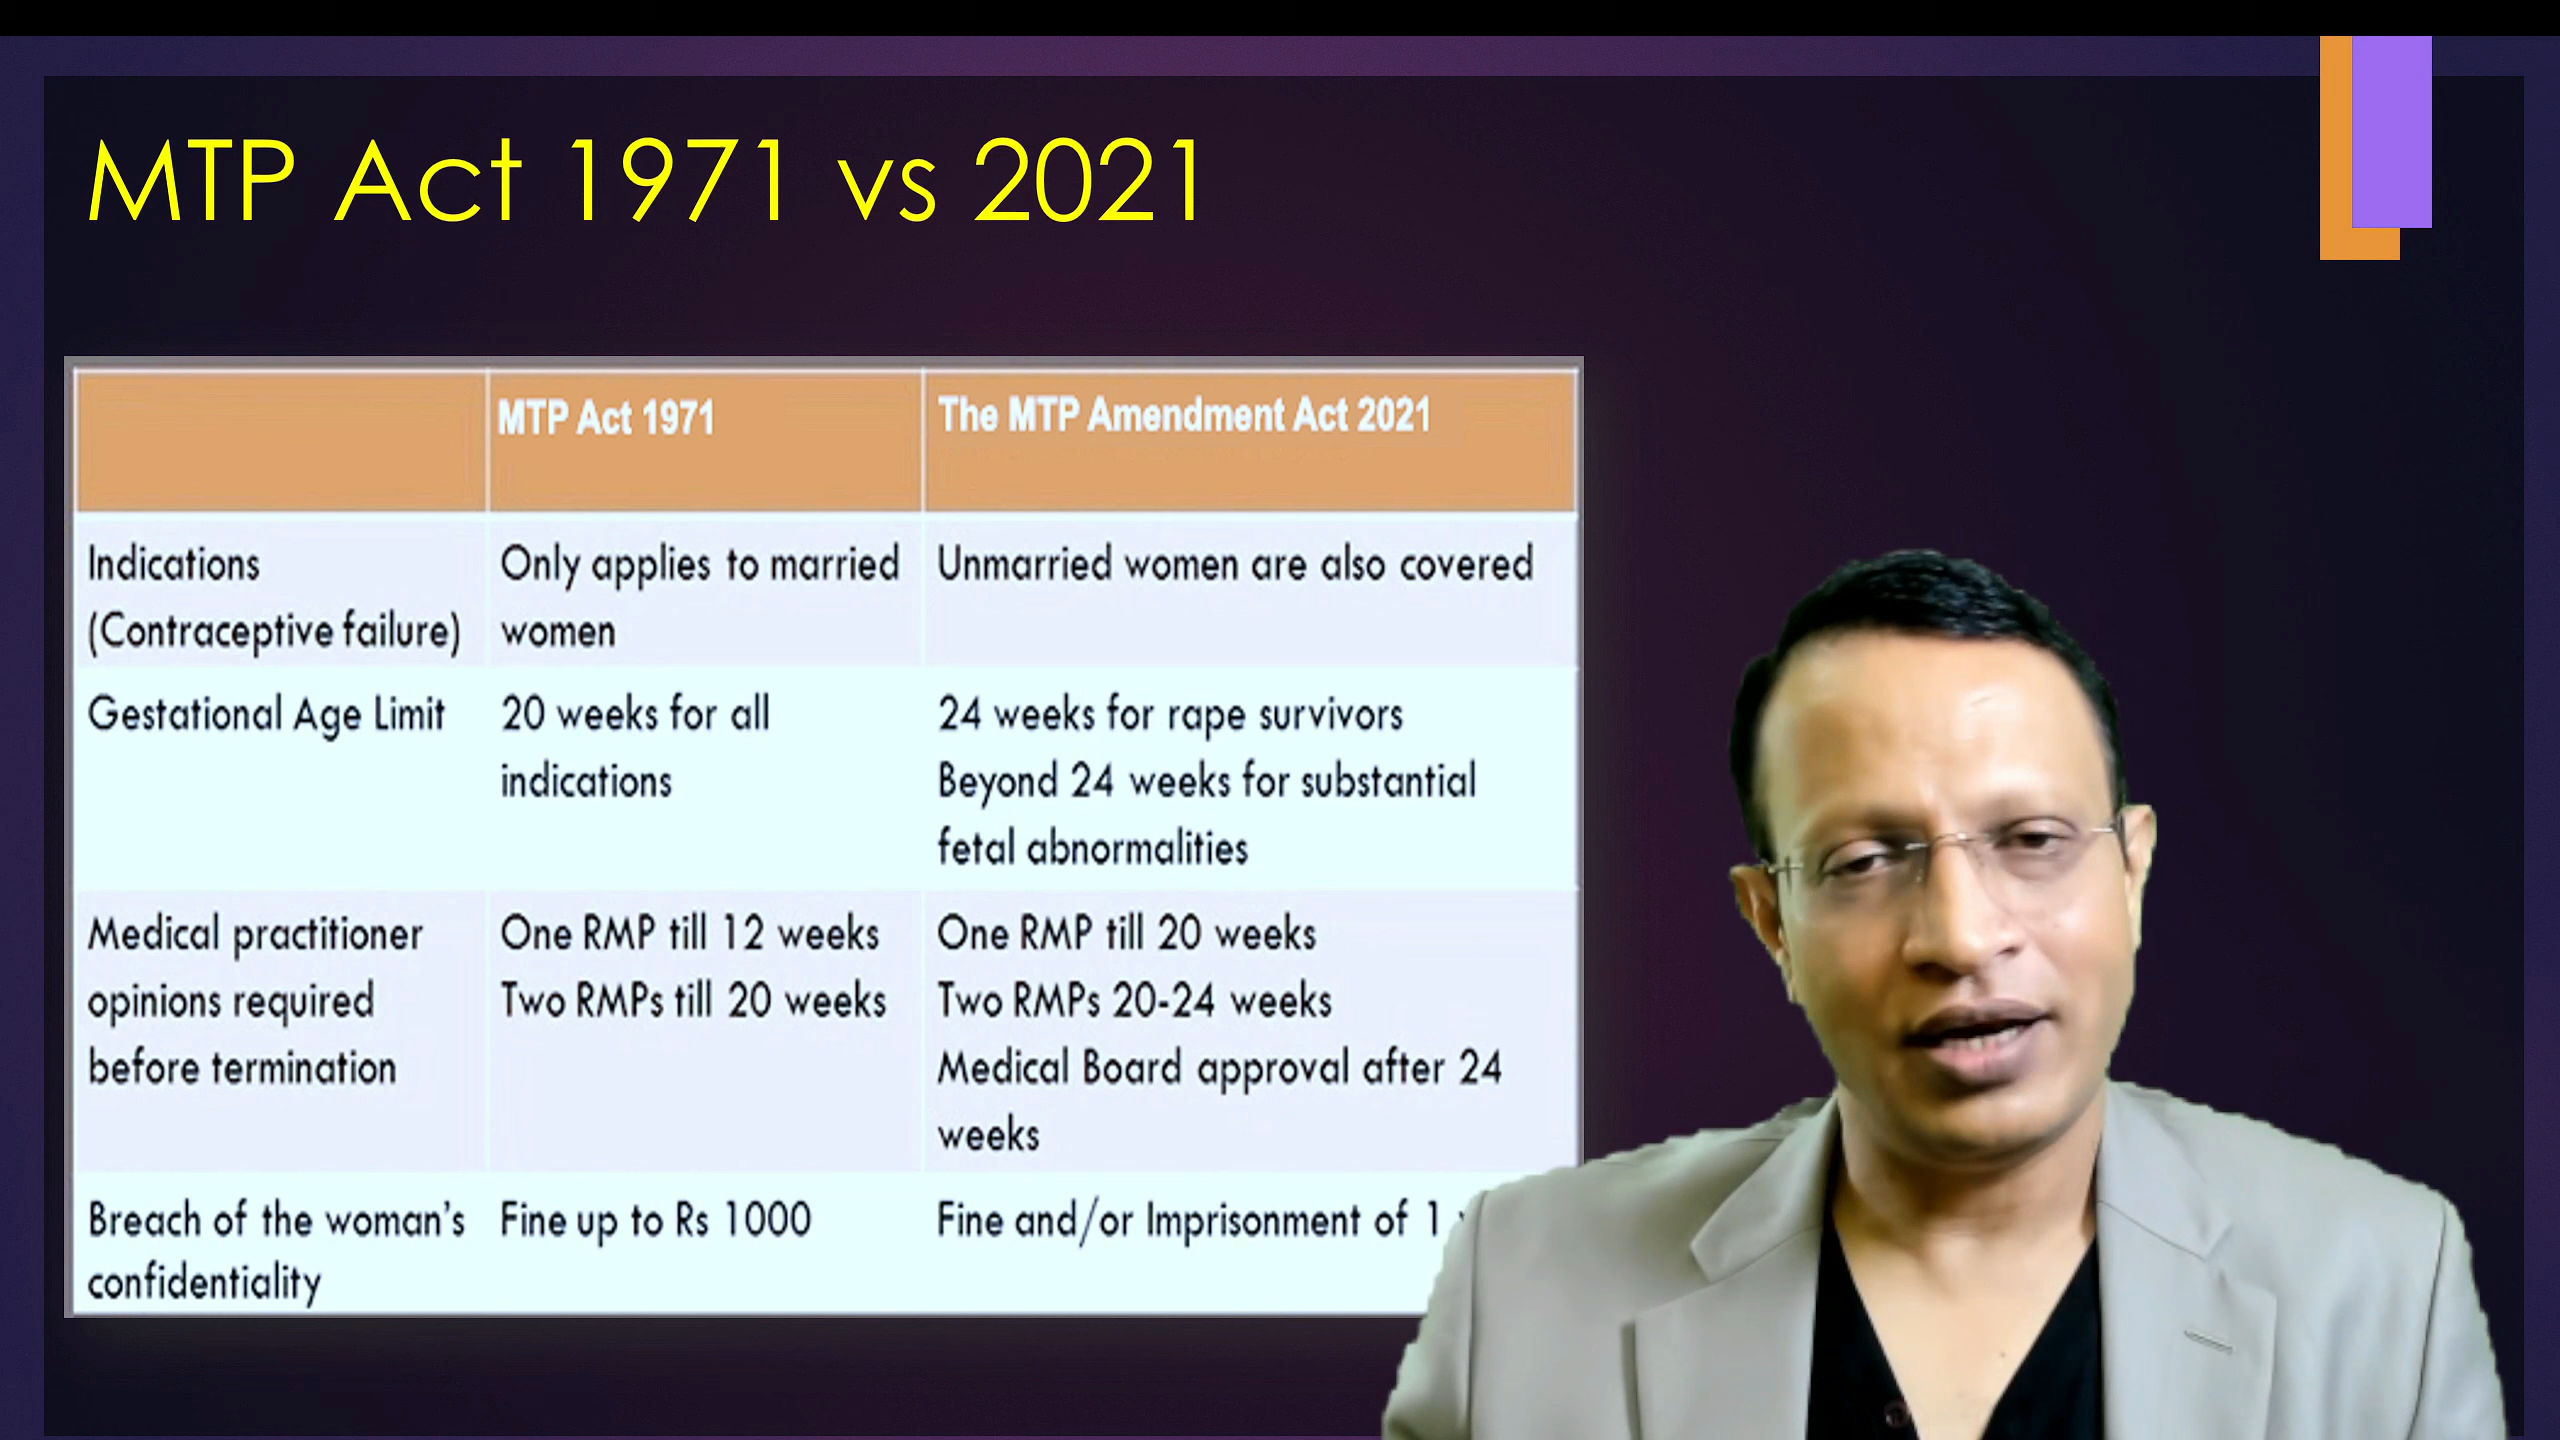 MTP Act 1971 vs 2021
MTP Act 1971
The MTP Amendment Act 2021
Indications
(Contraceptive failure)
Only applies to married
women
Unmarried women are also covered
Gestational Age Limit
20 weeks for all
indications
24 weeks for rape survivors
Beyond 24 weeks for substantial
fetal abnormalities
Medical practitioner
opinions required
before termination
One RMP till 12 weeks
Two RMPs till 20 weeks
One RMP till 20 weeks
Two RMPs 20-24 weeks
Medical Board approval after 24
weeks
Breach of the woman's
confidentiality
Fine up to Rs 1000
Fine and/or Imprisonment of 1